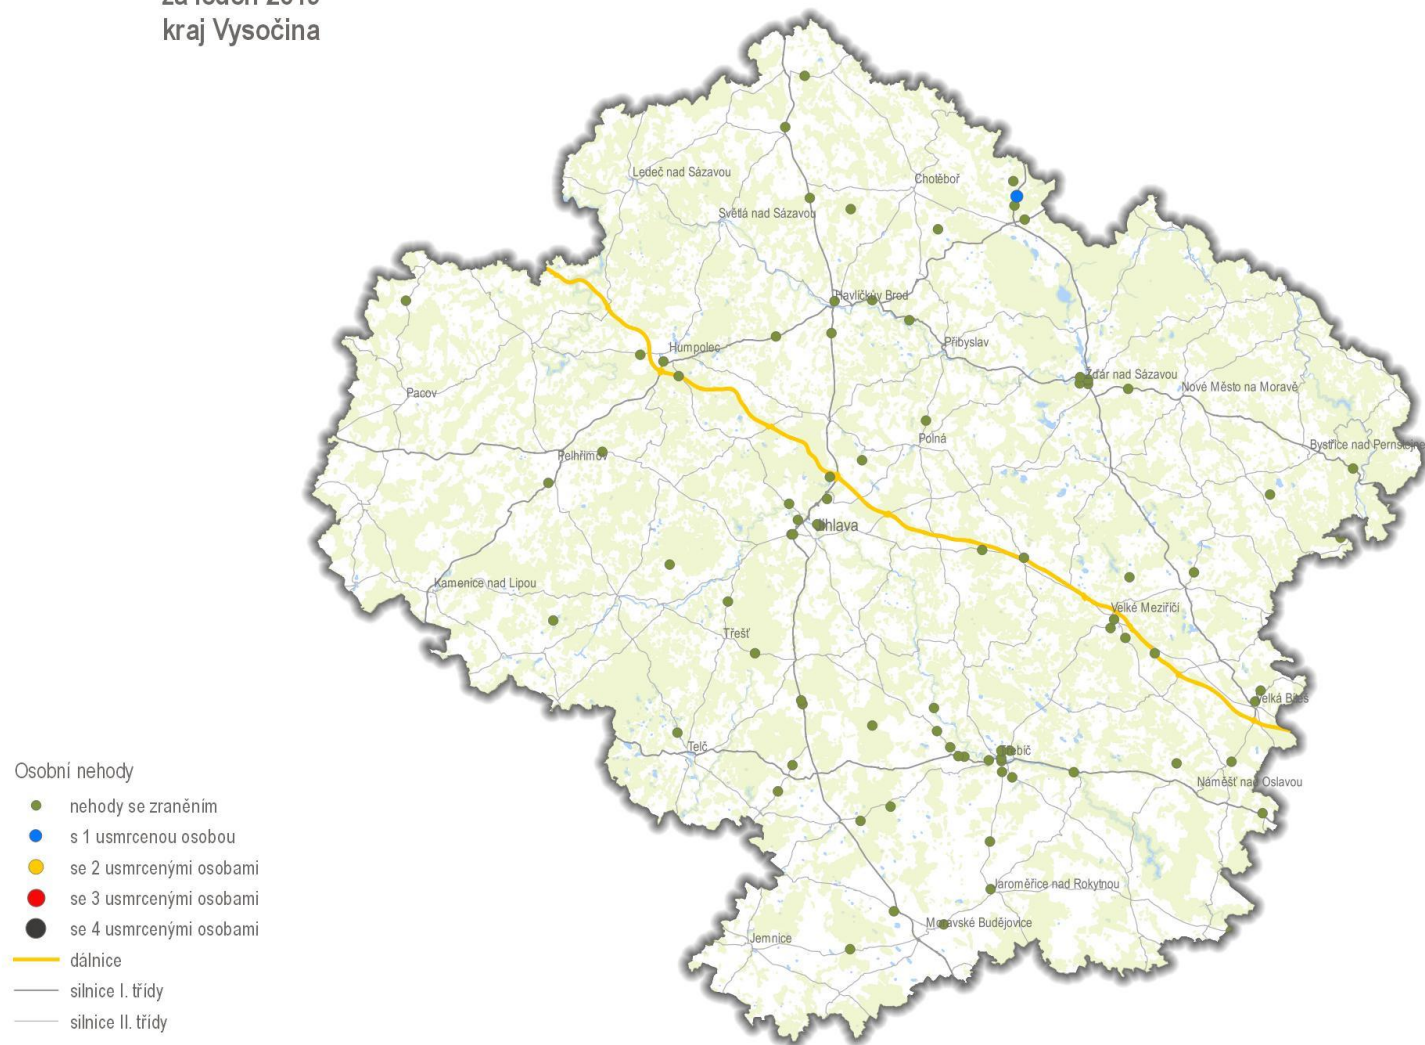 kraj Vysočina
Ledeč nad Sázavou
Chotěboř
Světlá nad Sázavou
Havlíčkův Brod
Humpolec
Přibyslav
Žďár nad Sázavou
Nové Město na Moravě
Pacov
Polná
Bystřice nad Pernštejnem
Pelhřimov
Jihlava
Kamenice nad Lipou
Velké Meziříčí
Třešť
Velká Bíteš
Telč
Třebíč
Náměšť nad Oslavou
Jaroměřice nad Rokytnou
Moravské Budějovice
Jemnice
Osobní nehody
nehody se zraněním
s 1 usmrcenou osobou
se 2 usmrcenými osobami
se 3 usmrcenými osobami
se 4 usmrcenými osobami
dálnice
silnice I. třídy
silnice II. třídy